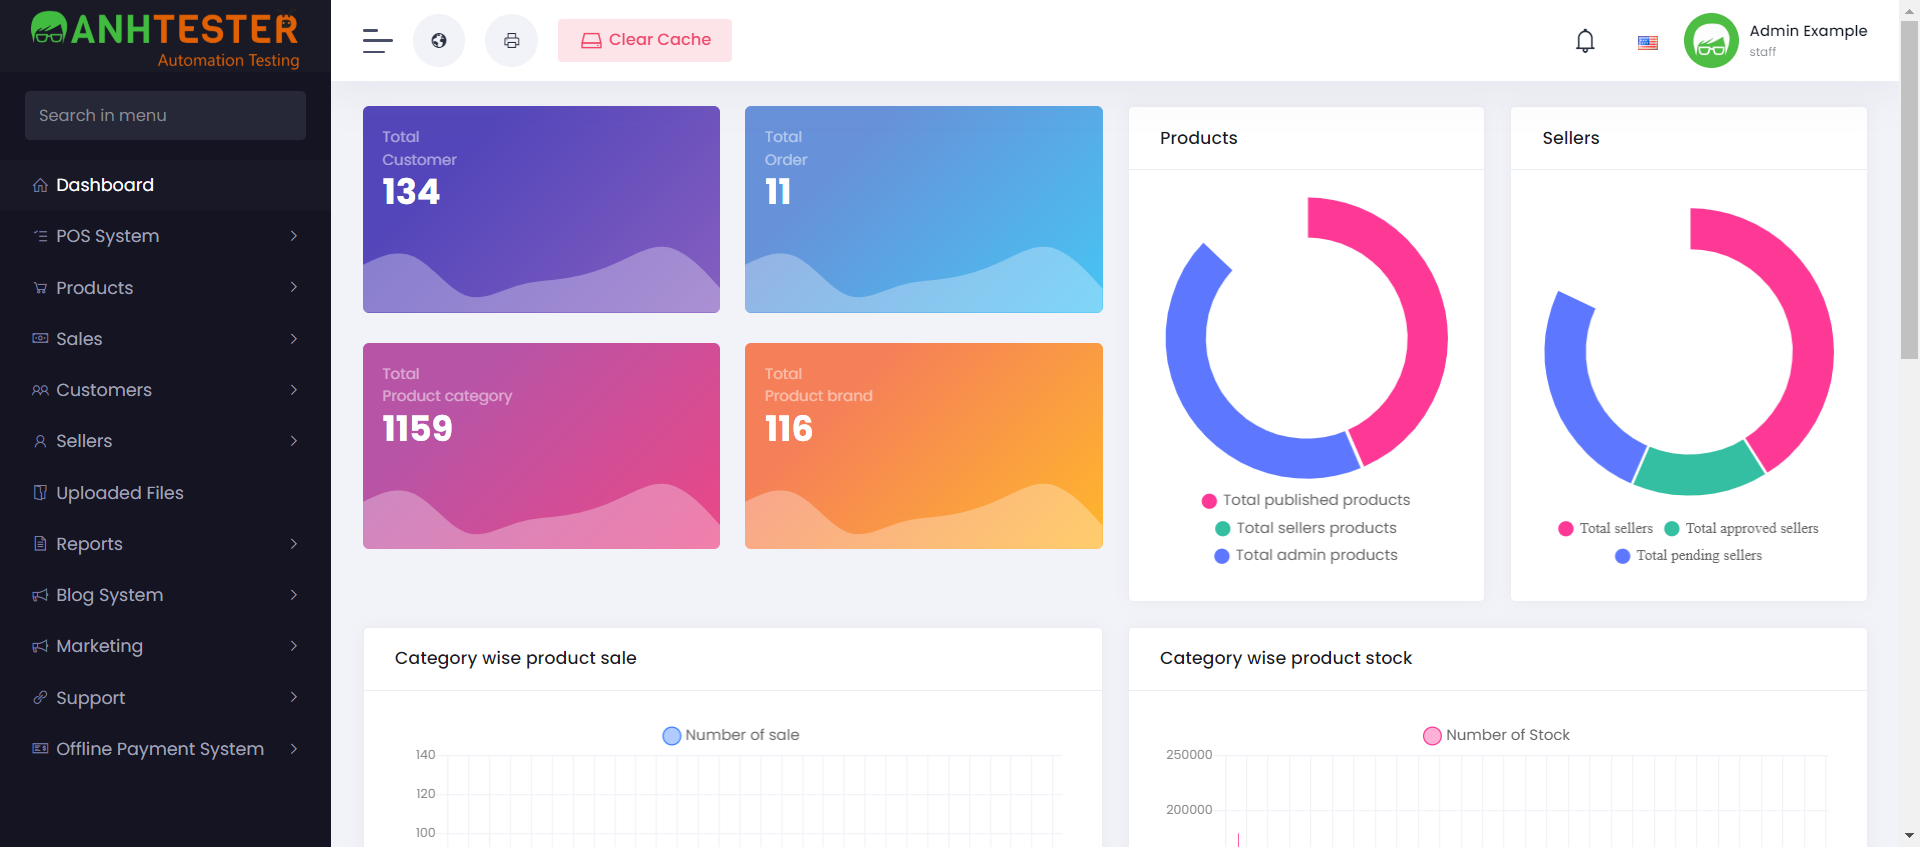 ANHTESTER
Automation Testing
Search in menu
Dashboard
POS System
Products
Sales
Customers
Sellers
Uploaded Files
Reports
Blog System
Marketing
Support
Offline Payment System
Clear Cache
Admin Example
staff
Total
Customer
134
Total
Order
11
Total
Product category
1159
Total
Product brand
116
Products
Total published products
Total sellers products
Total admin products
Sellers
Total sellers Total approved sellers
Total pending sellers
Category wise product sale
Number of sale
140
120
100
Category wise product stock
Number of Stock
250000
200000